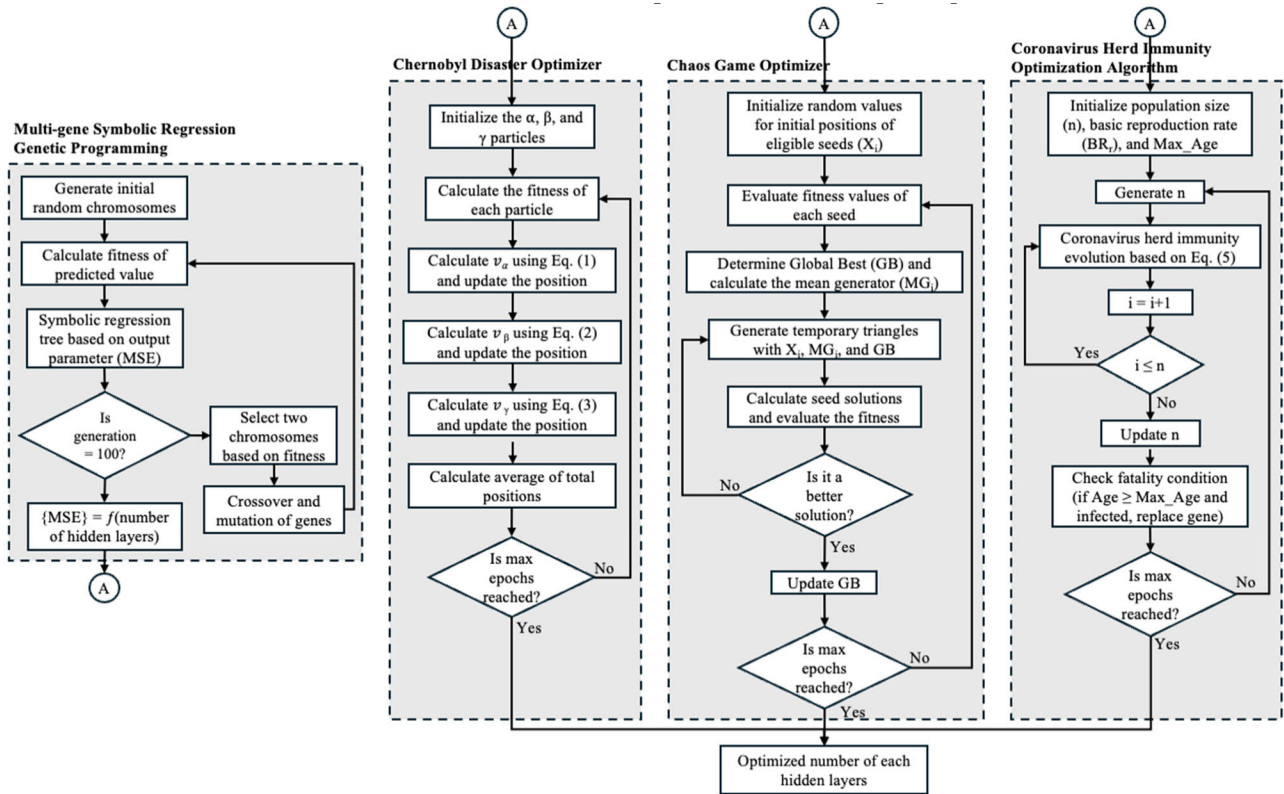 Multi-gene Symbolic Regression
Genetic Programming
Generate initial
random chromosomes
Calculate fitness of
predicted value
Symbolic regression
tree based on output
parameter (MSE)
Is
generation
= 100?
Select two
chromosomes
based on fitness
Crossover and
mutation of genes
{MSE} = f(number
of hidden layers)
A
A
Chernobyl Disaster Optimizer
Initialize the α, β, and
γ particles
Calculate the fitness of
each particle
Calculate v_α using Eq. (1)
and update the position
Calculate v_β using Eq. (2)
and update the position
Calculate v_γ using Eq. (3)
and update the position
Calculate average of total
positions
Is max
epochs
reached?
No
Yes
A
Chaos Game Optimizer
Initialize random values
for initial positions of
eligible seeds (X_i)
Evaluate fitness values of
each seed
Determine Global Best (GB) and
calculate the mean generator (MG_i)
Generate temporary triangles
with X_i, MG_i, and GB
Calculate seed solutions
and evaluate the fitness
No
Is it a
better
solution?
Yes
Update GB
Is max
epochs
reached?
No
Yes
A
Coronavirus Herd Immunity
Optimization Algorithm
Initialize population size
(n), basic reproduction rate
(BR_r), and Max_Age
Generate n
Coronavirus herd immunity
evolution based on Eq. (5)
i = i+1
Yes
i ≤ n
No
Update n
Check fatality condition
(if Age ≥ Max_Age and
infected, replace gene)
Is max
epochs
reached?
No
Yes
Optimized number of each
hidden layers